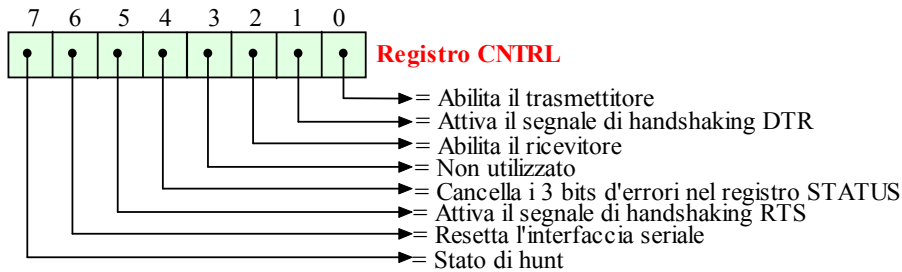 7 6 5 4 3 2 1 0
Registro CNTRL
= Abilita il trasmettitore
= Attiva il segnale di handshaking DTR
= Abilita il ricevitore
= Non utilizzato
= Cancella i 3 bits d'errori nel registro STATUS
= Attiva il segnale di handshaking RTS
= Resetta l'interfaccia seriale
= Stato di hunt